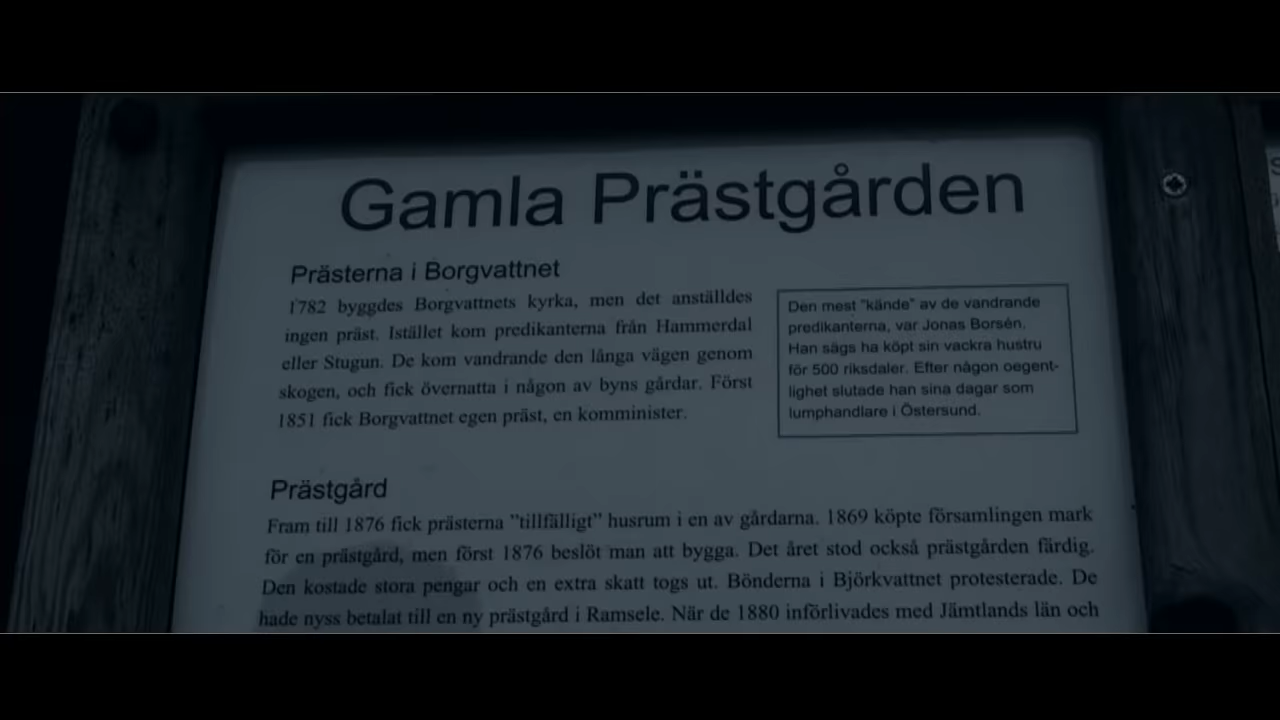 Gamla Prästgården
Prästerna i Borgvattnet
1782 byggdes Borgvattnets kyrka, men det anställdes
ingen präst. Istället kom predikanterna från Hammerdal
eller Stugun. De kom vandrande den långa vägen genom
skogen, och fick övernatta i någon av byns gårdar. Först
1851 fick Borgvattnet egen präst, en komminister.
Den mest "kände" av de vandrande
predikanterna, var Jonas Borsén.
Han sägs ha köpt sin vackra hustru
för 500 riksdaler. Efter någon oegent-
lighet slutade han sina dagar som
lumphandlare i Östersund.
Prästgård
Fram till 1876 fick prästerna ”tillfälligt” husrum i en av gårdarna. 1869 köpte församlingen mark
för en prästgård, men först 1876 beslöt man att bygga. Det året stod också prästgården färdig.
Den kostade stora pengar och en extra skatt togs ut. Bönderna i Björkvattnet protesterade. De
hade nyss betalat till en ny prästgård i Ramsele. När de 1880 införlivades med Jämtlands län och